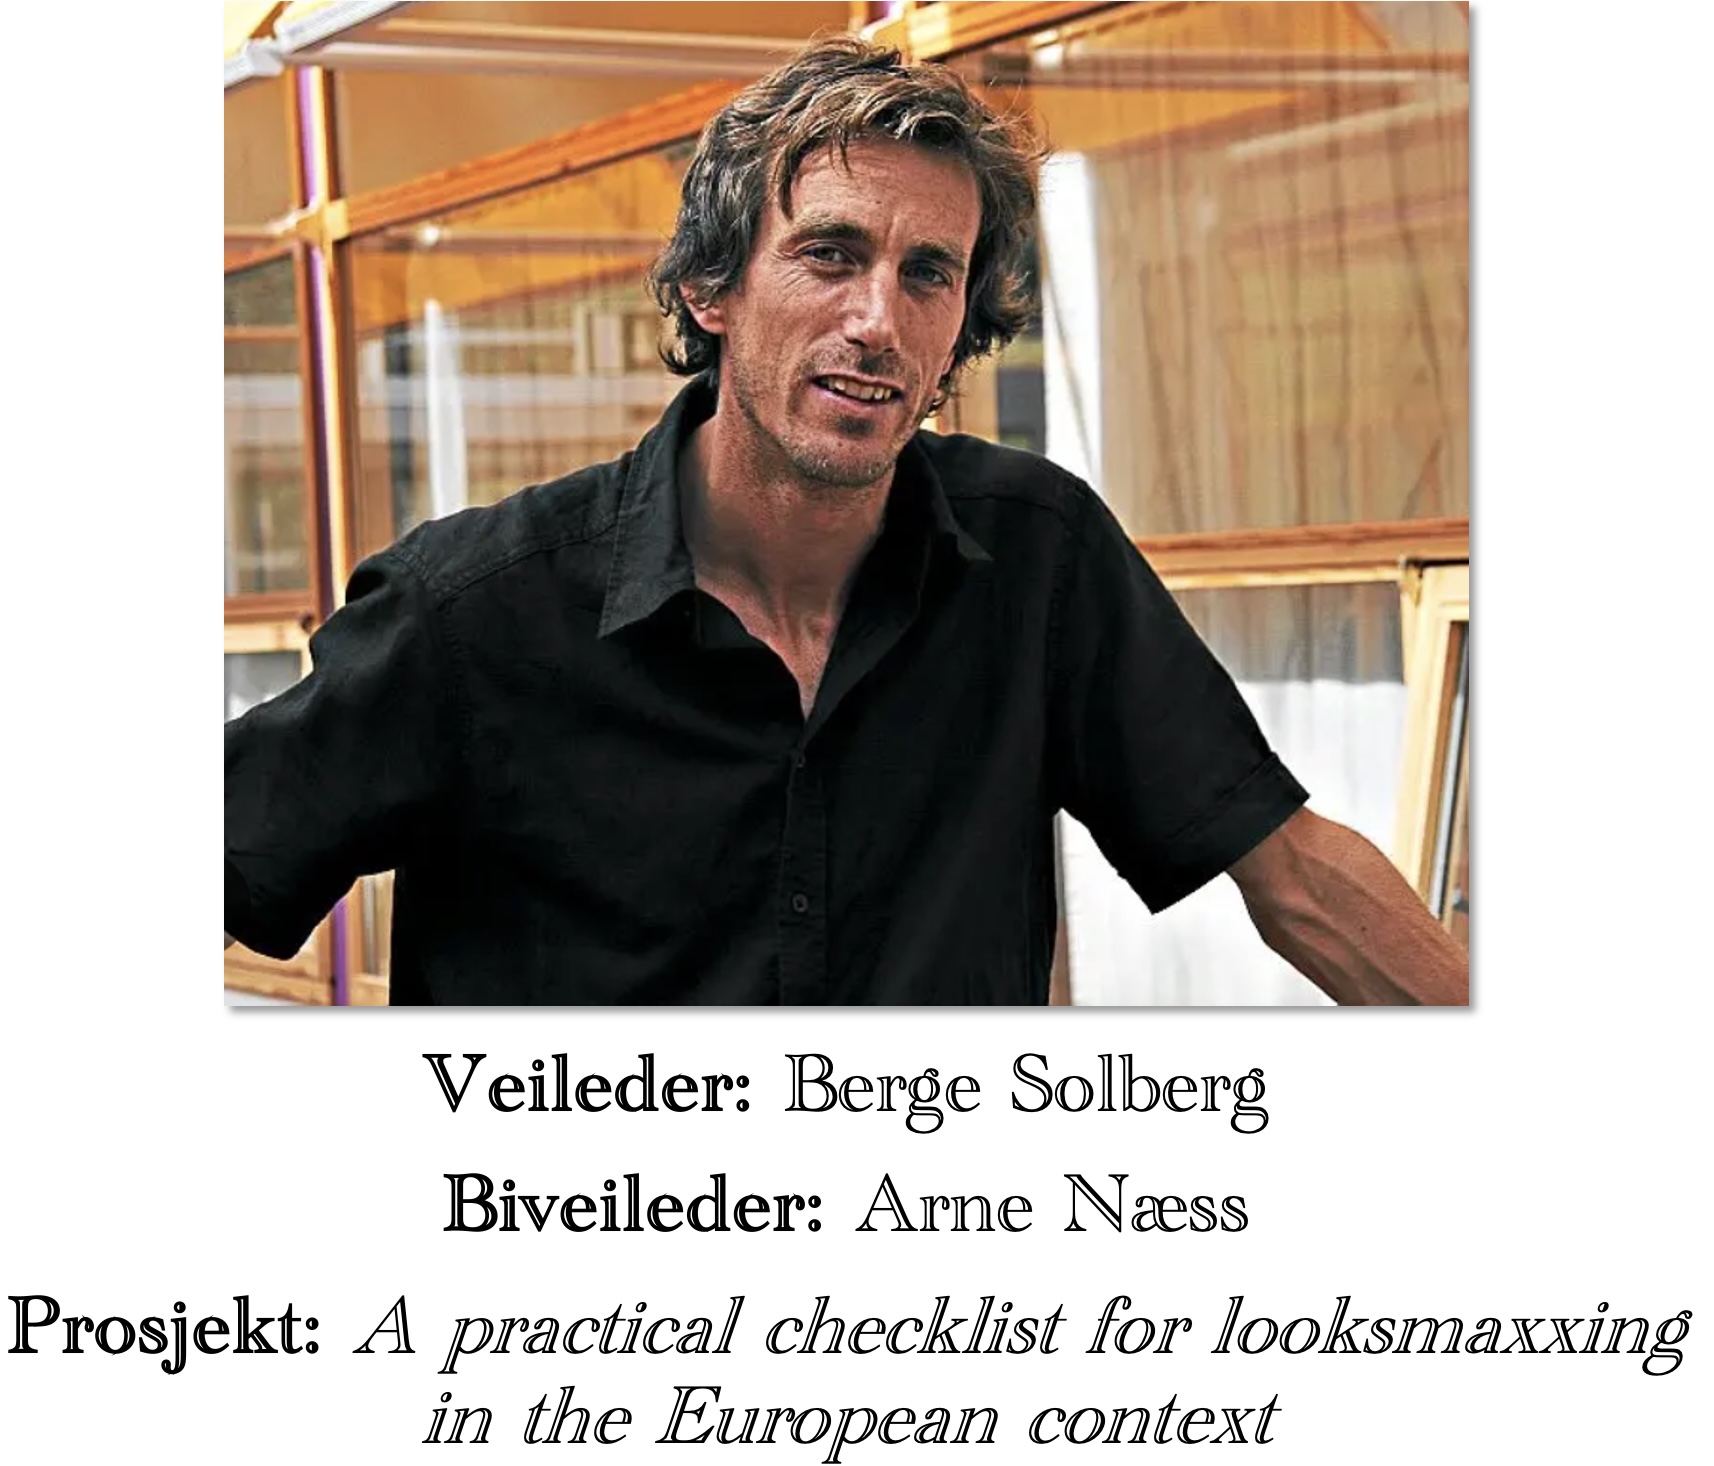 Veileder: Berge Solberg
Biveileder: Arne Næss
Prosjekt: A practical checklist for looksmaxxing
in the European context